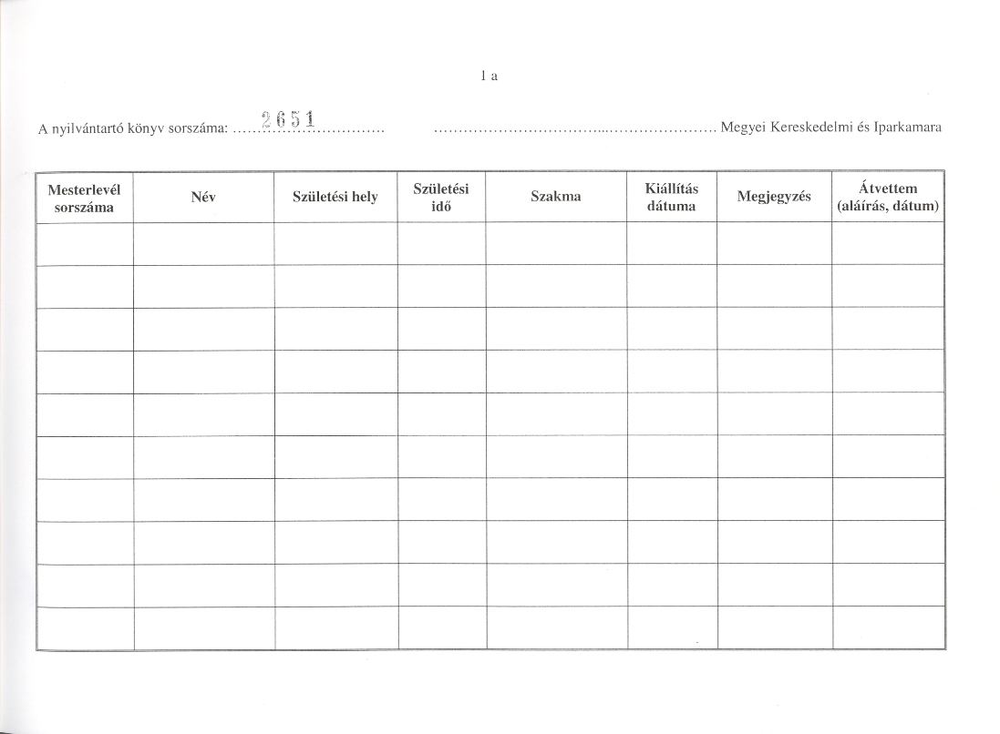 1 a
A nyilvántartó könyv sorszáma: ....2651.................... ........................................................ Megyei Kereskedelmi és Iparkamara
Mesterlevél sorszáma Név Születési hely Születési idő Szakma Kiállítás dátuma Megjegyzés Átvettem (aláírás, dátum)